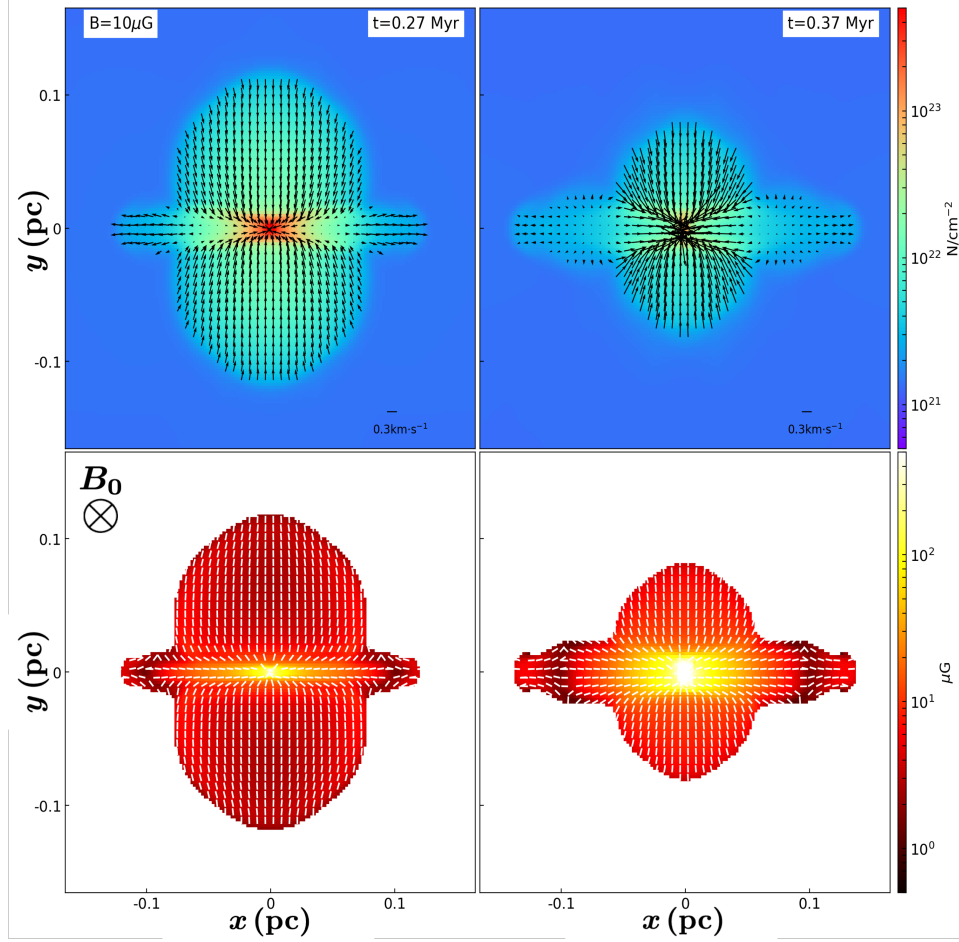 B=10μG
t=0.27 Myr
t=0.37 Myr
0.1
0
-0.1
y (pc)
0.3km·s⁻¹
0.3km·s⁻¹
10²³
10²²
10²¹
N/cm⁻²
B₀
0.1
0
-0.1
y (pc)
10²
10¹
10⁰
μG
-0.1
0
0.1
-0.1
0
0.1
x (pc)
x (pc)